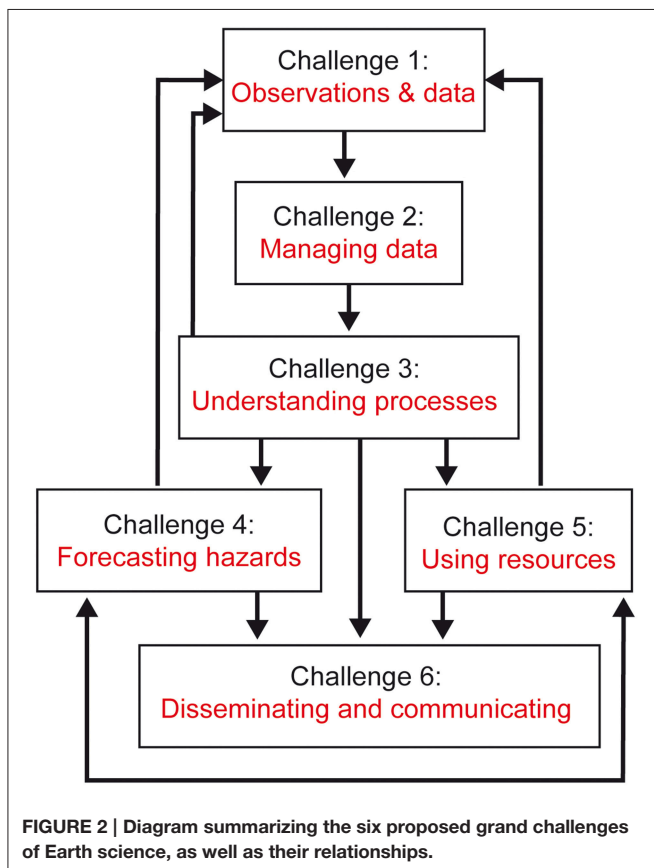 Challenge 1:
Observations & data
Challenge 2:
Managing data
Challenge 3:
Understanding processes
Challenge 4:
Forecasting hazards
Challenge 5:
Using resources
Challenge 6:
Disseminating and communicating
FIGURE 2 | Diagram summarizing the six proposed grand challenges
of Earth science, as well as their relationships.